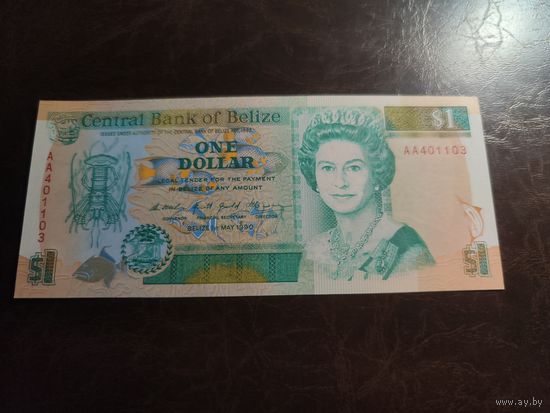 Central Bank of Belize
$1
AA401103
ONE
DOLLAR
LEGAL TENDER FOR THE PAYMENT
IN BELIZE OF ANY AMOUNT
GOVERNOR FINANCIAL SECRETARY DIRECTOR
BELIZE 1st MAY 1990
AA401103
$1
$1
www.ay.by